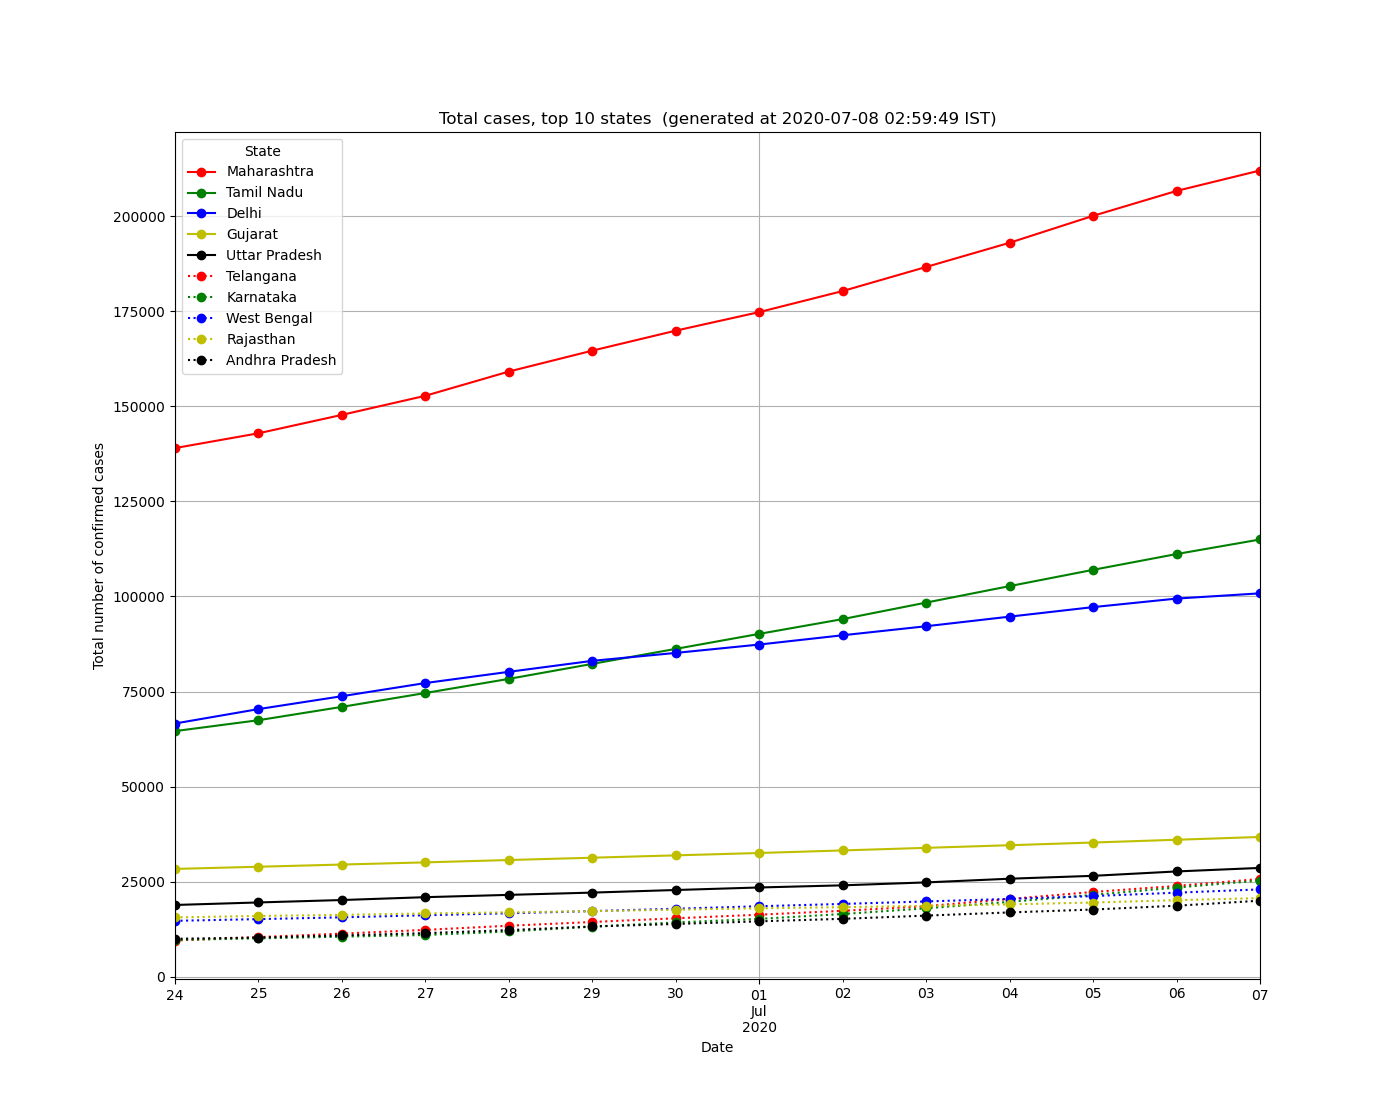 Total cases, top 10 states  (generated at 2020-07-08 02:59:49 IST)
State
Maharashtra
Tamil Nadu
Delhi
Gujarat
Uttar Pradesh
Telangana
Karnataka
West Bengal
Rajasthan
Andhra Pradesh
Total number of confirmed cases
200000
175000
150000
125000
100000
75000
50000
25000
0
24 25 26 27 28 29 30 01 02 03 04 05 06 07
Jul
2020
Date